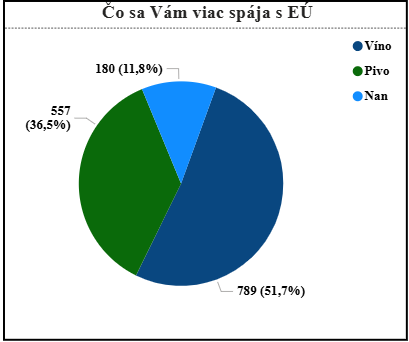 Čo sa Vám viac spája s EÚ
Víno
Pivo
Nan
180 (11,8%)
557
(36,5%)
789 (51,7%)